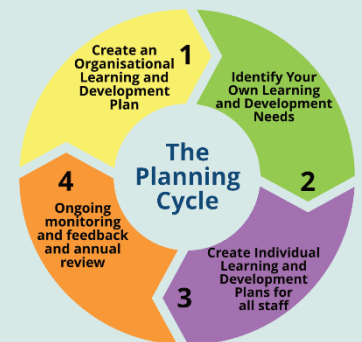 The
Planning
Cycle
1
Create an
Organisational
Learning and
Development
Plan
2
Identify Your
Own Learning
and Development
Needs
3
Create Individual
Learning and
Development
Plans for
all staff
4
Ongoing
monitoring
and feedback
and annual
review